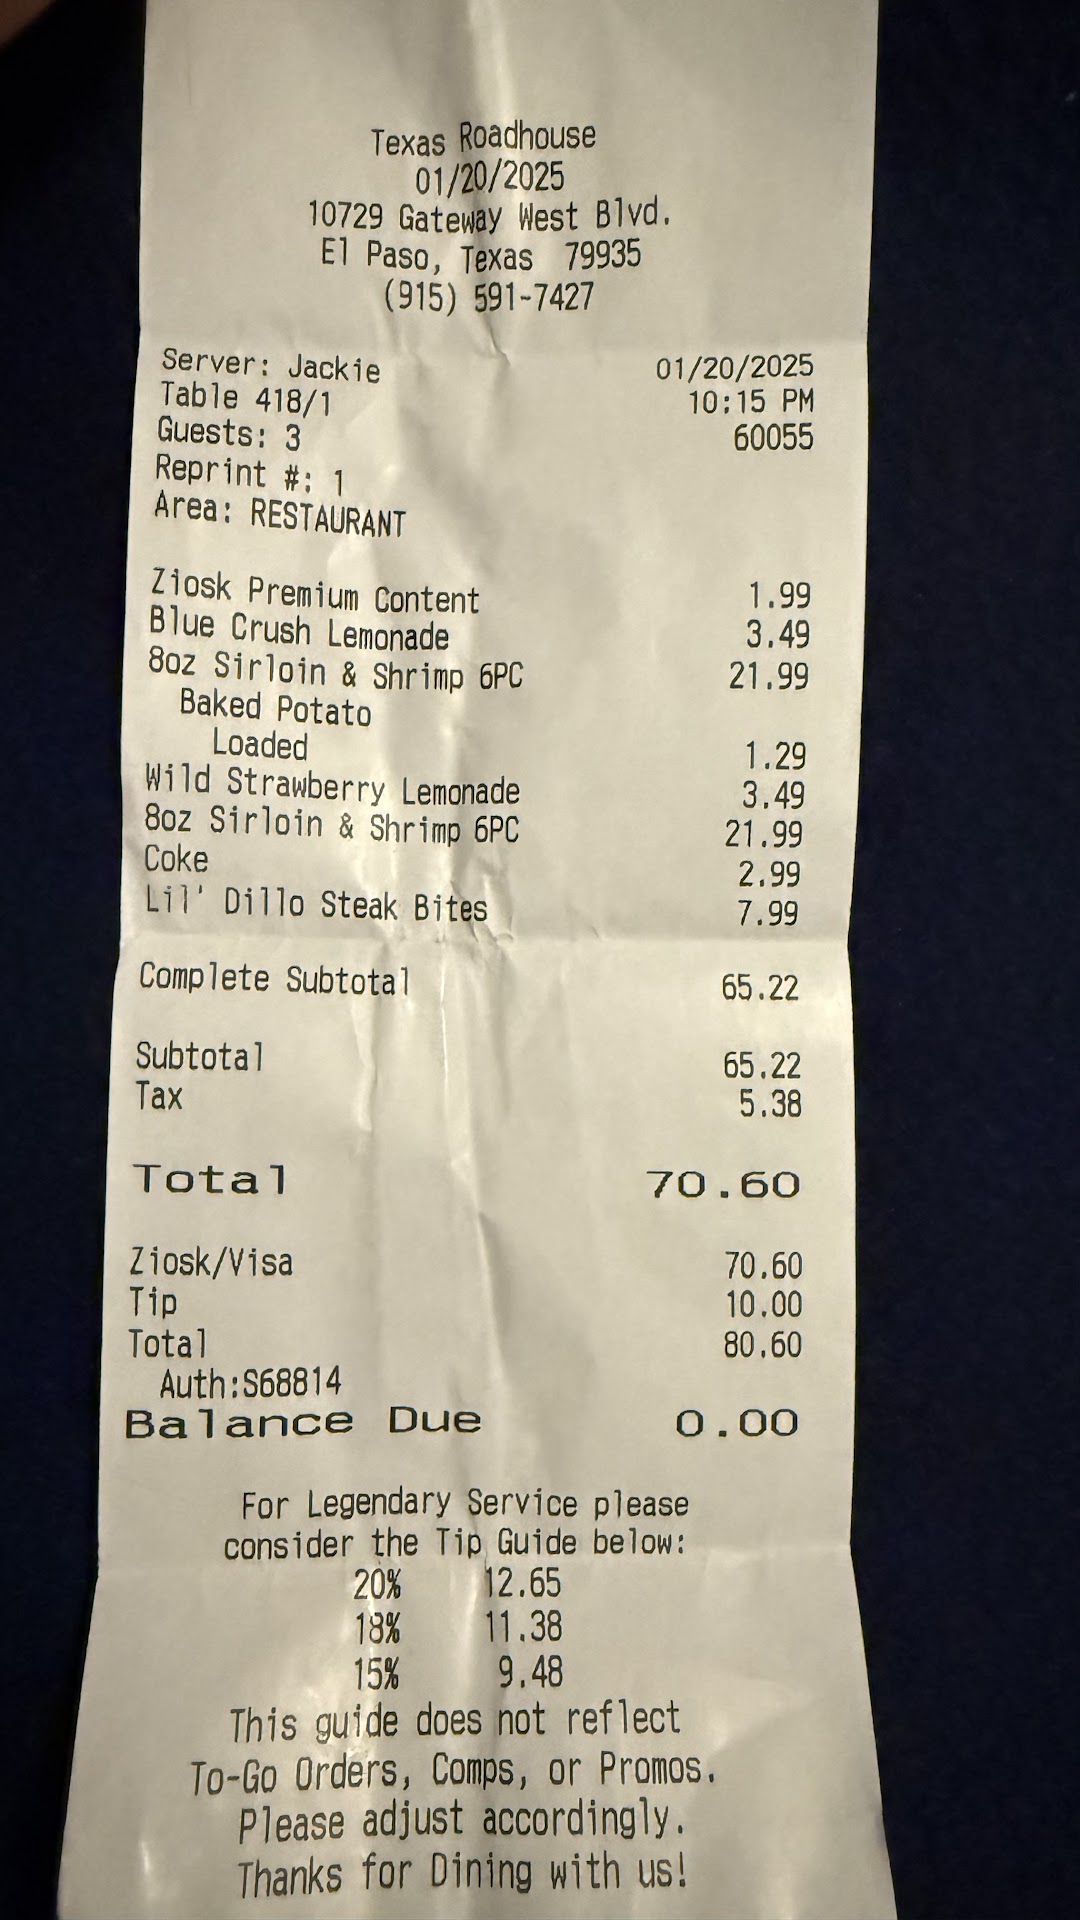 Texas Roadhouse
01/20/2025
10729 Gateway West Blvd.
El Paso, Texas 79935
(915) 591-7427
Server: Jackie 01/20/2025
Table 418/1 10:15 PM
Guests: 3 60055
Reprint #: 1
Area: RESTAURANT
Ziosk Premium Content 1.99
Blue Crush Lemonade 3.49
8oz Sirloin & Shrimp 6PC 21.99
Baked Potato
Loaded 1.29
Wild Strawberry Lemonade 3.49
8oz Sirloin & Shrimp 6PC 21.99
Coke 2.99
Lil' Dillo Steak Bites 7.99
Complete Subtotal 65.22
Subtotal 65.22
Tax 5.38
Total 70.60
Ziosk/Visa 70.60
Tip 10.00
Total 80.60
Auth:S68814
Balance Due 0.00
For Legendary Service please
consider the Tip Guide below:
20% 12.65
18% 11.38
15% 9.48
This guide does not reflect
To-Go Orders, Comps, or Promos.
Please adjust accordingly.
Thanks for Dining with us!